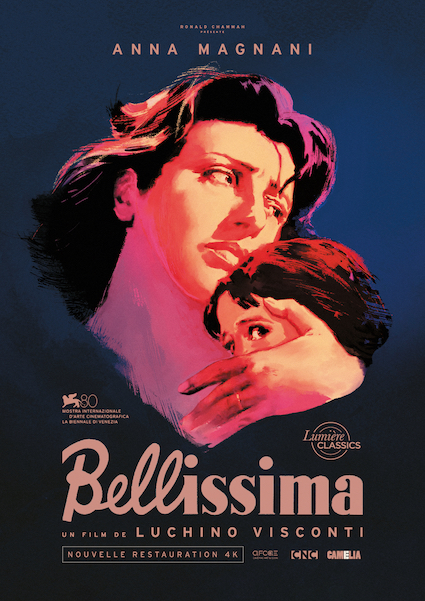 RONALD CHAMMAH
PRÉSENTE
ANNA MAGNANI
80
MOSTRA INTERNAZIONALE
D'ARTE CINEMATOGRAFICA
LA BIENNALE DI VENEZIA
Lumière
CLASSICS
Bellissima
UN FILM DE LUCHINO VISCONTI
NOUVELLE RESTAURATION 4K
AFCAE
CNC
CAMELIA